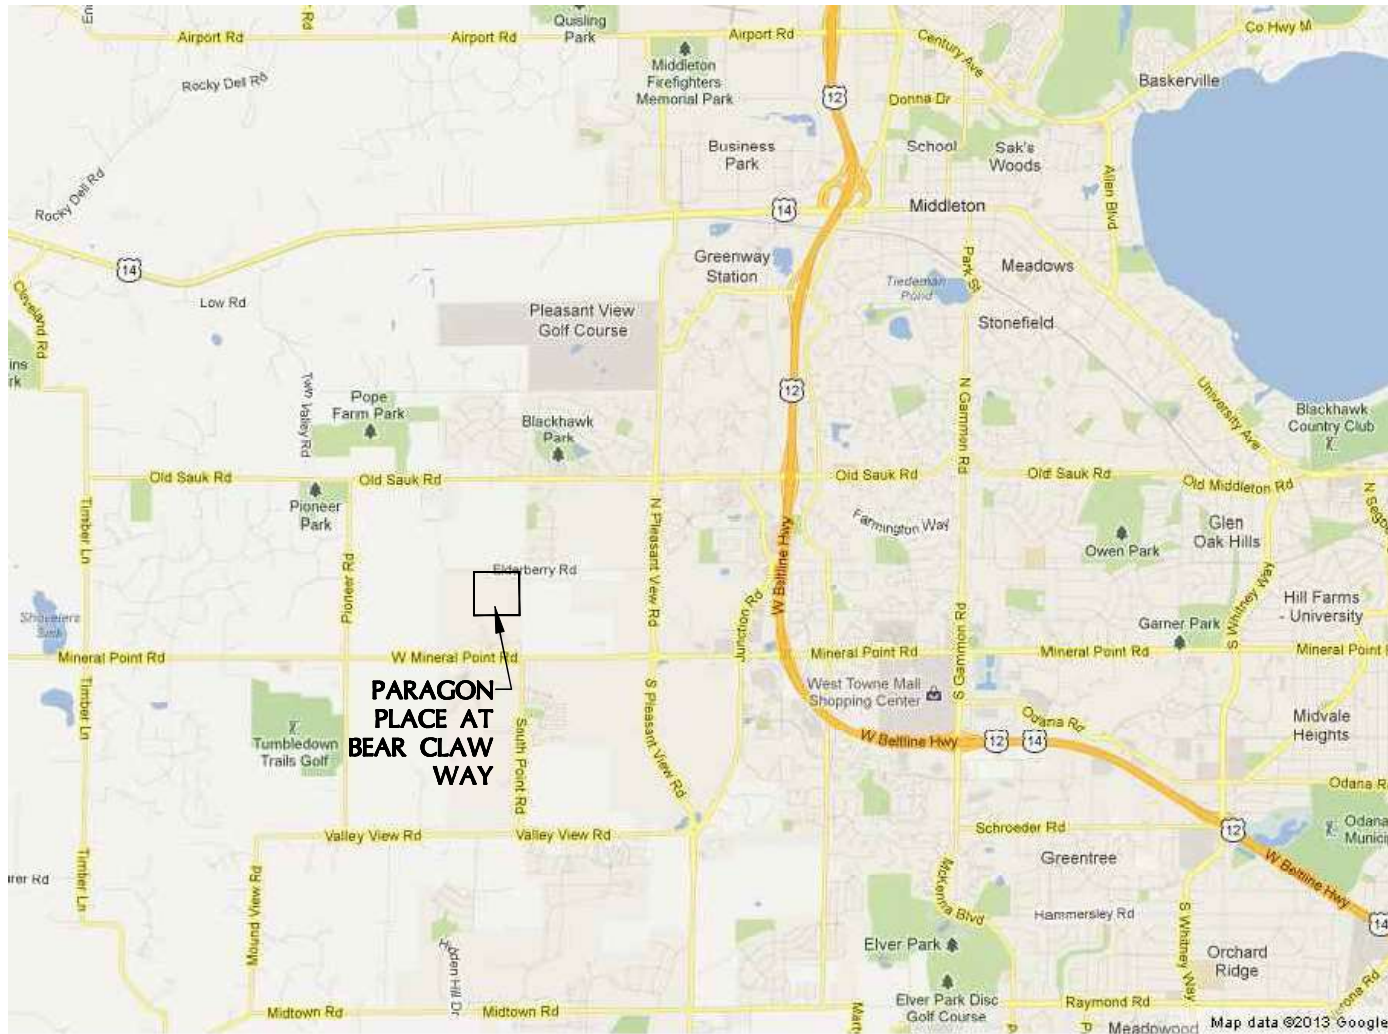 Quisling
Park
Airport Rd
Airport Rd
Airport Rd
Rd
Co Hwy M
Century Ave
Middleton
Firefighters
Memorial Park
Rocky Dell Rd
12
Donna Dr
Baskerville
Business
Park
School
Sak's
Woods
Allen Blvd
Rocky Dell Rd
14
Middleton
Greenway
Station
Park St
Meadows
14
Tiedeman
Pond
Cleveland Rd
Low Rd
Pleasant View
Golf Course
Stonefield
Twin Valley Rd
Pope
Farm Park
12
N Gammon Rd
University Ave
Blackhawk
Park
Blackhawk
Country Club
Old Sauk Rd
Old Sauk Rd
Old Sauk Rd
Old Sauk Rd
Old Middleton Rd
Pioneer
Park
Timber Ln
N Pleasant View Rd
Farmington Way
Owen Park
Glen
Oak Hills
W Beltline Hwy
Elderberry Rd
Pioneer Rd
Junction Rd
S Whitney Way
Hill Farms
- University
Garner Park
S Gammon Rd
Mineral Point Rd
W Mineral Point Rd
Mineral Point Rd
Mineral Point Rd
Mineral Point
West Towne Mall
Shopping Center
PARAGON
PLACE AT
BEAR CLAW
WAY
Timber Ln
S Pleasant View Rd
South Point Rd
Tumbledown
Trails Golf
W Beltline Hwy
12
14
Odana Rd
Midvale
Heights
Odana R
Valley View Rd
Valley View Rd
Schroeder Rd
12
Odana
Munici
Greentree
W Beltline Hwy
Timber Ln
Mound View Rd
McKenna Blvd
Hammersley Rd
S Whitney Way
14
Elver Park
Orchard
Ridge
Hidden Hill Dr
Elver Park Disc
Golf Course
Midtown Rd
Midtown Rd
Raymond Rd
Meadowood
Map data ©2013 Google